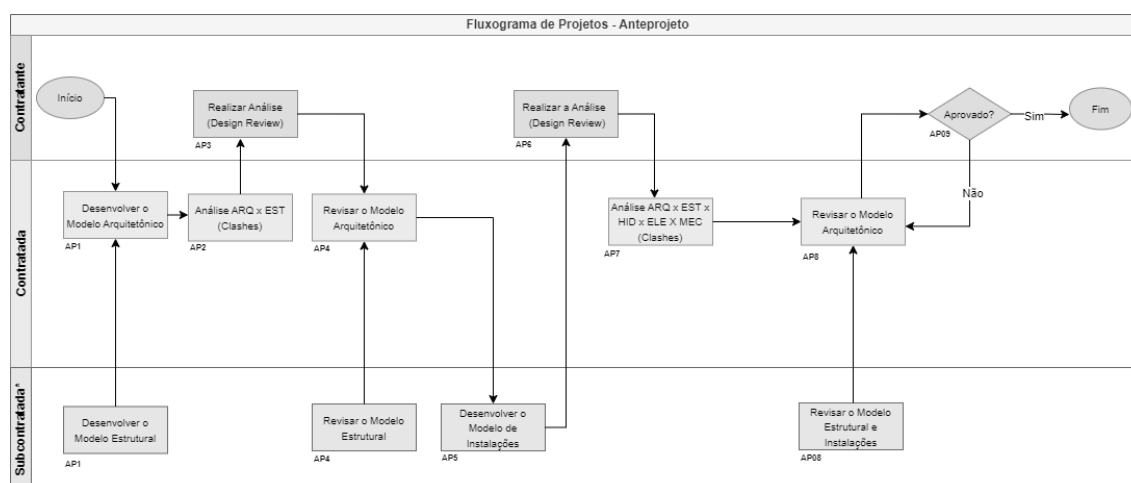 Fluxograma de Projetos - Anteprojeto
Contratante
Início
Realizar Análise
(Design Review)
AP3
Realizar a Análise
(Design Review)
AP6
Aprovado?
AP09
Sim
Fim
Não
Contratada
Desenvolver o
Modelo Arquitetônico
AP1
Análise ARQ x EST
(Clashes)
AP2
Revisar o Modelo
Arquitetônico
AP4
Análise ARQ x EST x
HID x ELE X MEC
(Clashes)
AP7
Revisar o Modelo
Arquitetônico
AP8
Subcontratada*
Desenvolver o
Modelo Estrutural
AP1
Revisar o Modelo
Estrutural
AP4
Desenvolver o
Modelo de
Instalações
AP5
Revisar o Modelo
Estrutural e
Instalações
AP08